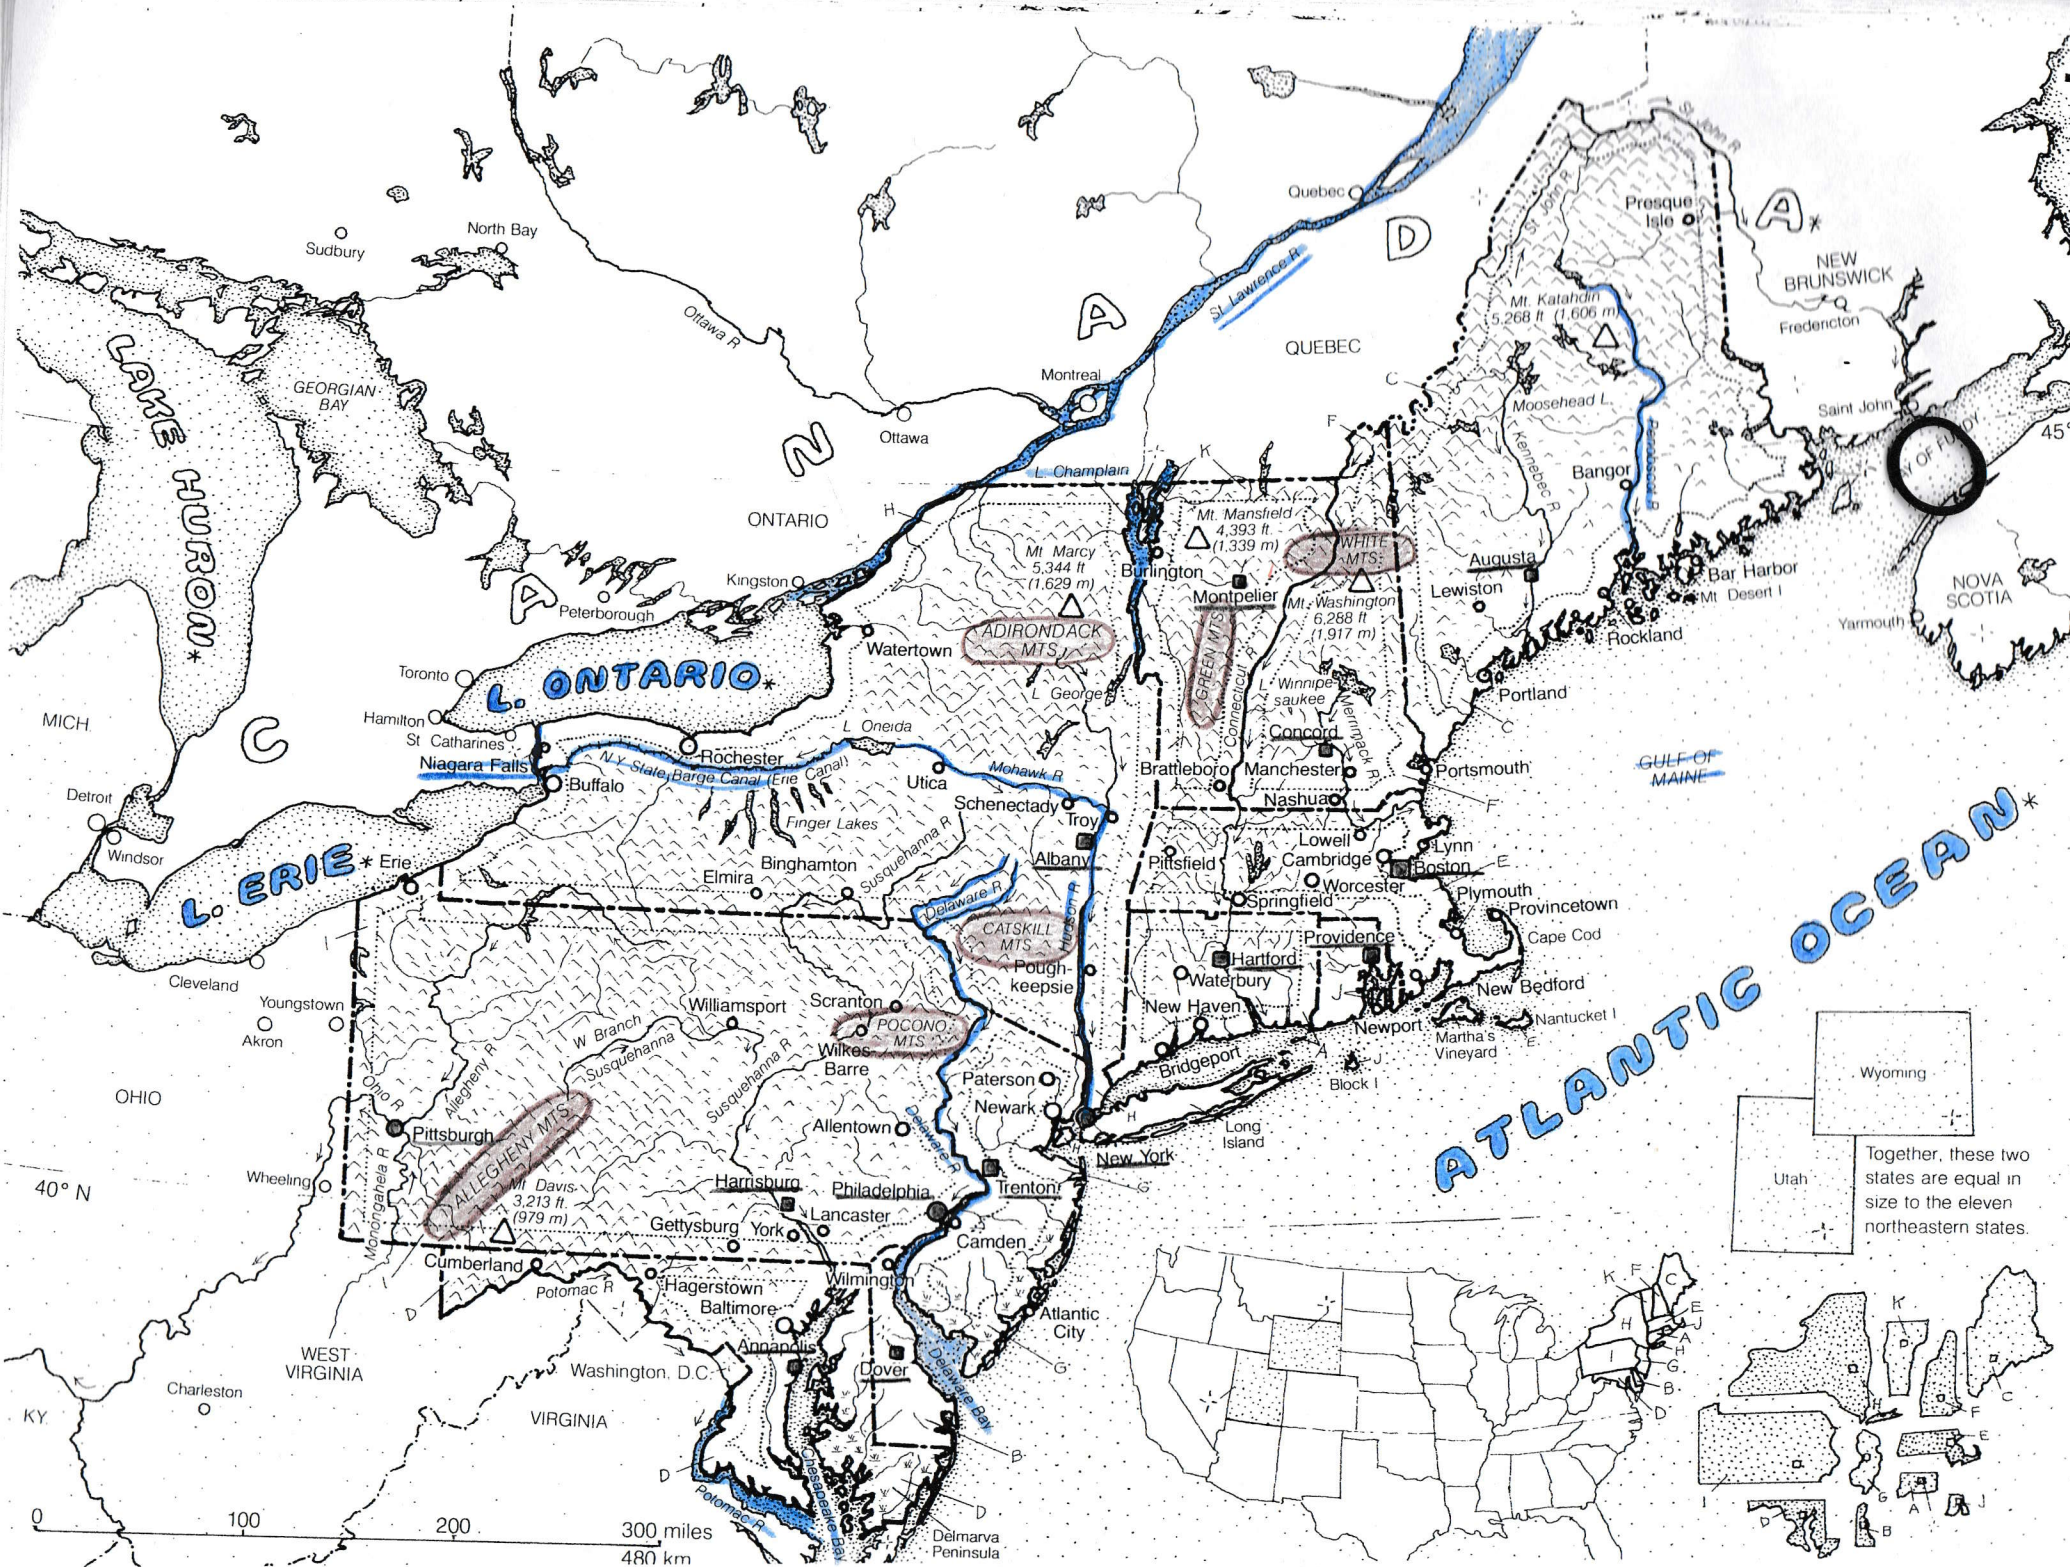 St. John R
Quebec
D
A*
Presque
Isle
St. John R
Sudbury
North Bay
NEW
BRUNSWICK
Fredericton
St. Lawrence R
A
Mt. Katahdin
5,268 ft (1,606 m)
Ottawa R
QUEBEC
LAKE HURON*
GEORGIAN
BAY
Montreal
C
Moosehead L.
Saint John
Ottawa
F
N
45°
Y OF FUNDY
Kennebec R
Penobscot R
Bangor
L. Champlain
K
H
ONTARIO
Mt. Mansfield
4,393 ft.
(1,339 m)
WHITE
MTS.
Mt Marcy
5,344 ft
(1,629 m)
Augusta
Bar Harbor
Mt Desert I
NOVA
SCOTIA
Kingston
A
Burlington
Montpelier
Lewiston
Peterborough
Mt. Washington
6,288 ft
(1,917 m)
Yarmouth
Rockland
ADIRONDACK
MTS.
Watertown
GREEN MTS.
Connecticut R
Toronto
L. ONTARIO*
L George
L. Winnipe-
saukee
Merrimack R
Portland
MICH.
C
Hamilton
St Catharines
L Oneida
Concord
C
Niagara Falls
Rochester
N.Y. State Barge Canal (Erie Canal)
Buffalo
Utica
Mohawk R
Brattleboro
Manchester
Portsmouth
GULF OF
MAINE
Detroit
Schenectady
Troy
Nashua
F
Windsor
Finger Lakes
Susquehanna R
Albany
Pittsfield
Lowell
Cambridge
Lynn
Boston
E
L. ERIE*
Erie
Binghamton
Elmira
Worcester
Springfield
Plymouth
Provincetown
Cape Cod
Delaware R
CATSKILL
MTS
Hudson R
Providence
Hartford
I
Cleveland
Pough-
keepsie
Waterbury
J
New Bedford
Youngstown
Akron
Williamsport
Scranton
New Haven
Newport
Nantucket I
E
Martha's
Vineyard
POCONO
MTS
Wilkes-
Barre
W Branch
Susquehanna
Susquehanna R
Bridgeport
A
J
Block I
ATLANTIC OCEAN*
OHIO
Ohio R
Allegheny R
Paterson
Newark
H
Long
Island
Wyoming
Pittsburgh
ALLEGHENY MTS.
Allentown
Delaware R
New York
Together, these two
states are equal in
size to the eleven
northeastern states.
Utah
40° N
Wheeling
Monongahela R
Mt Davis
3,213 ft.
(979 m)
Harrisburg
Philadelphia
Trenton
G
Lancaster
Gettysburg
York
Camden
I
Cumberland
Wilmington
D
Potomac R
Hagerstown
Baltimore
Atlantic
City
WEST
VIRGINIA
Annapolis
Washington, D.C.
Dover
Delaware Bay
G
Charleston
KY.
VIRGINIA
B
D
Potomac R
Chesapeake Bay
D
Delmarva
Peninsula
0
100
200
300 miles
480 km
K
F
C
E
J
A
H
H
I
G
B
D
K
H
C
F
E
I
G
A
J
D
B